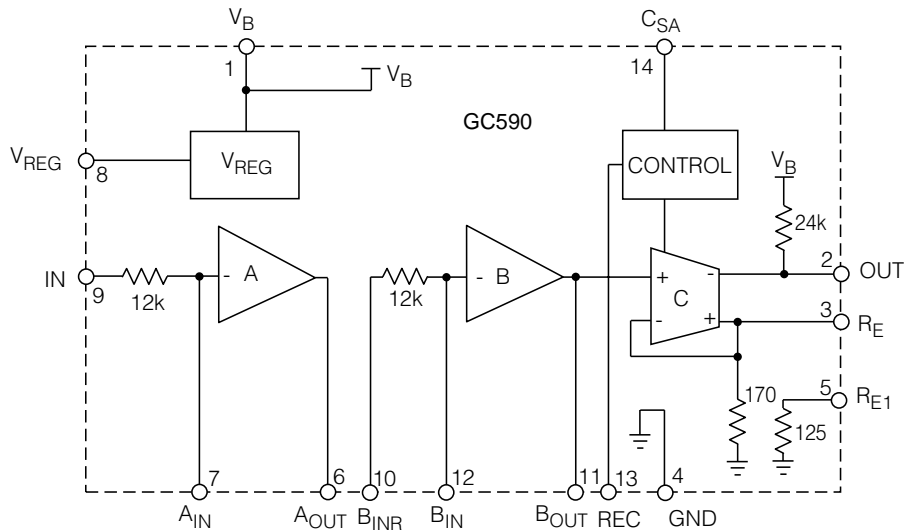 V_B
C_SA
1
14
V_B
GC590
V_REG
8
V_REG
CONTROL
V_B
24k
IN
9
12k
-
A
12k
-
B
+
-
C
-
+
2
OUT
3
R_E
170
5
R_E1
125
7
6
10
12
11
13
4
A_IN
A_OUT
B_INR
B_IN
B_OUT
REC
GND